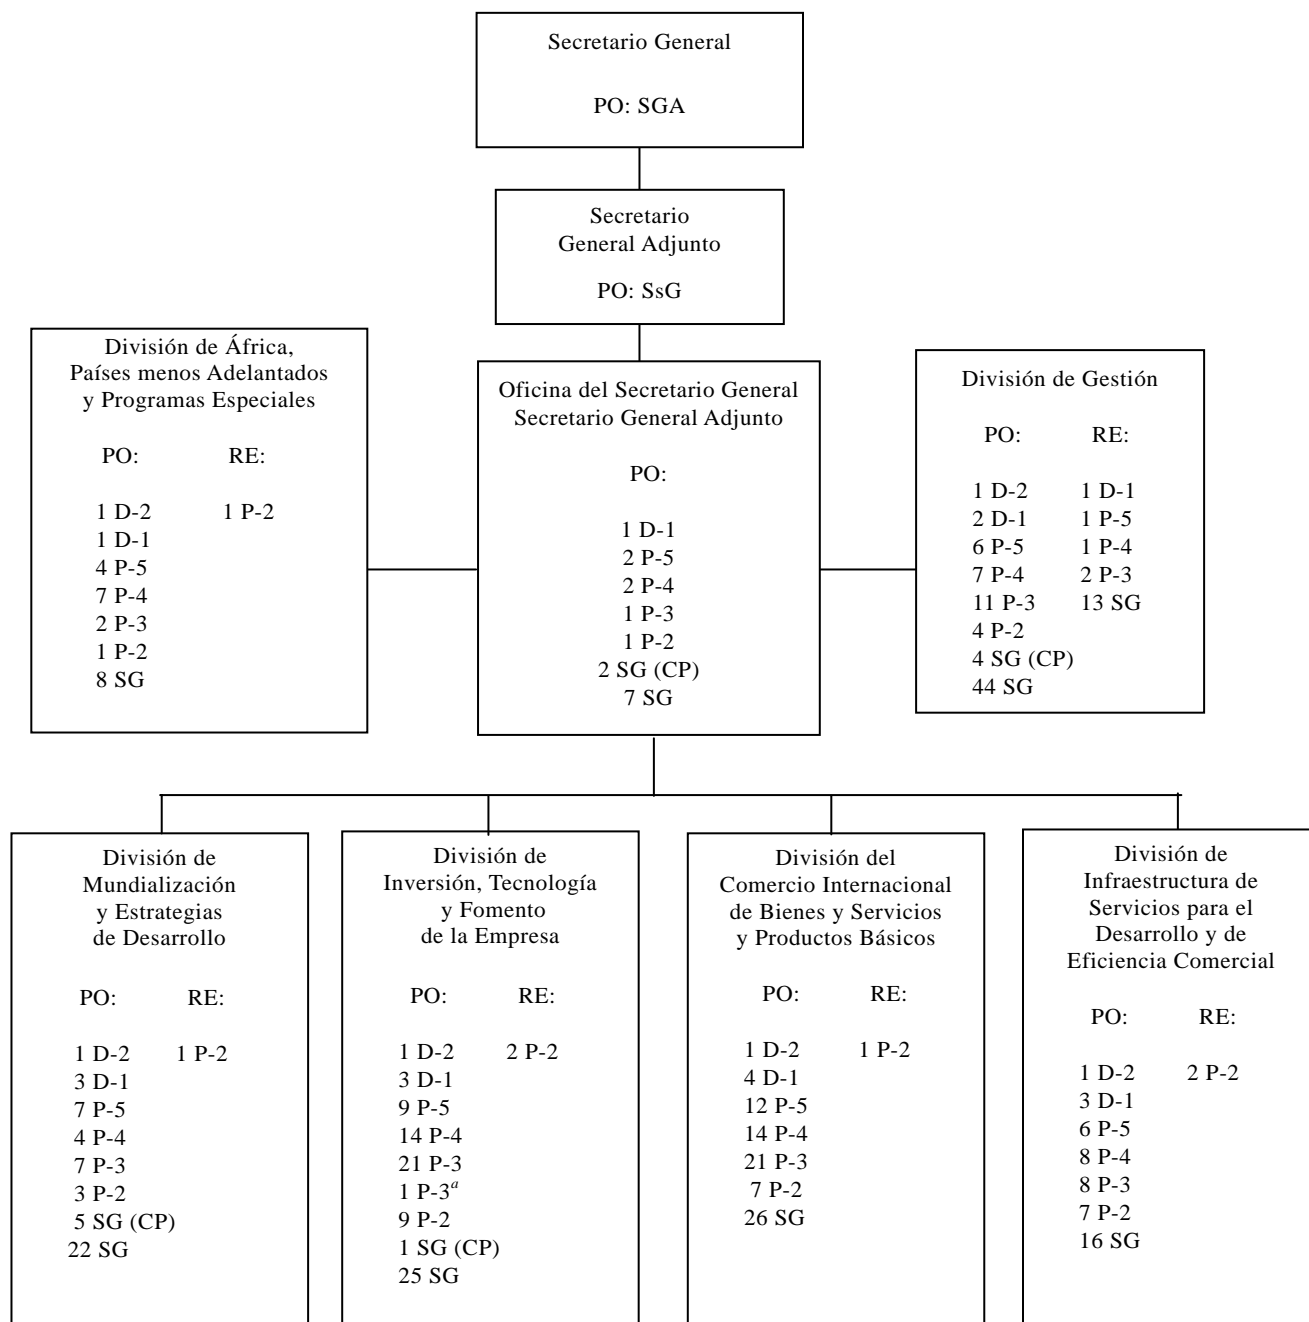 Secretario General
PO: SGA
Secretario
General Adjunto
PO: SsG
División de África,
Países menos Adelantados
y Programas Especiales
PO: RE:
1 D-2 1 P-2
1 D-1
4 P-5
7 P-4
2 P-3
1 P-2
8 SG
Oficina del Secretario General
Secretario General Adjunto
PO:
1 D-1
2 P-5
2 P-4
1 P-3
1 P-2
2 SG (CP)
7 SG
División de Gestión
PO: RE:
1 D-2 1 D-1
2 D-1 1 P-5
6 P-5 1 P-4
7 P-4 2 P-3
11 P-3 13 SG
4 P-2
4 SG (CP)
44 SG
División de
Mundialización
y Estrategias
de Desarrollo
PO: RE:
1 D-2 1 P-2
3 D-1
7 P-5
4 P-4
7 P-3
3 P-2
5 SG (CP)
22 SG
División de
Inversión, Tecnología
y Fomento
de la Empresa
PO: RE:
1 D-2 2 P-2
3 D-1
9 P-5
14 P-4
21 P-3
1 P-3ª
9 P-2
1 SG (CP)
25 SG
División del
Comercio Internacional
de Bienes y Servicios
y Productos Básicos
PO: RE:
1 D-2 1 P-2
4 D-1
12 P-5
14 P-4
21 P-3
7 P-2
26 SG
División de
Infraestructura de
Servicios para el
Desarrollo y de
Eficiencia Comercial
PO: RE:
1 D-2 2 P-2
3 D-1
6 P-5
8 P-4
8 P-3
7 P-2
16 SG